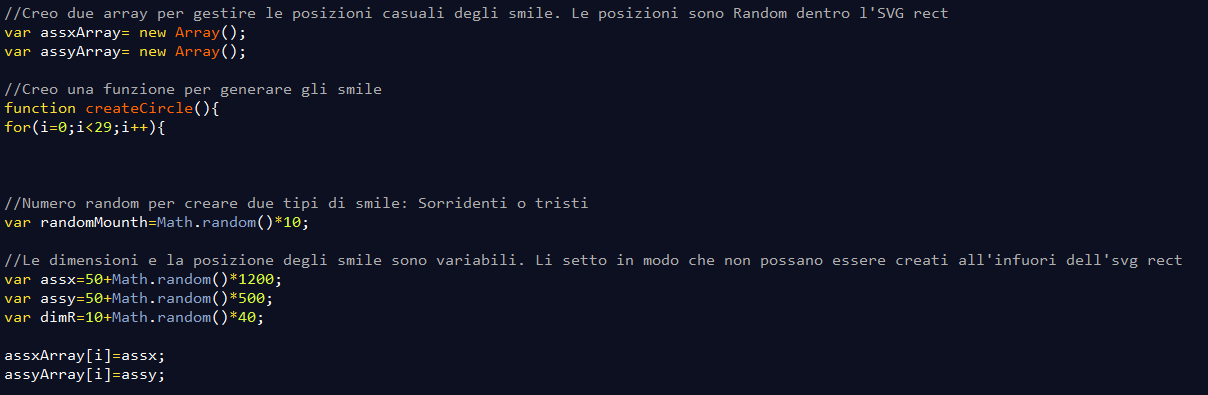 //Creo due array per gestire le posizioni casuali degli smile. Le posizioni sono Random dentro l'SVG rect
var assxArray= new Array();
var assyArray= new Array();
//Creo una funzione per generare gli smile
function createCircle(){
for(i=0;i<29;i++){
//Numero random per creare due tipi di smile: Sorridenti o tristi
var randomMounth=Math.random()*10;
//Le dimensioni e la posizione degli smile sono variabili. Li setto in modo che non possano essere creati all'infuori dell'svg rect
var assx=50+Math.random()*1200;
var assy=50+Math.random()*500;
var dimR=10+Math.random()*40;
assxArray[i]=assx;
assyArray[i]=assy;